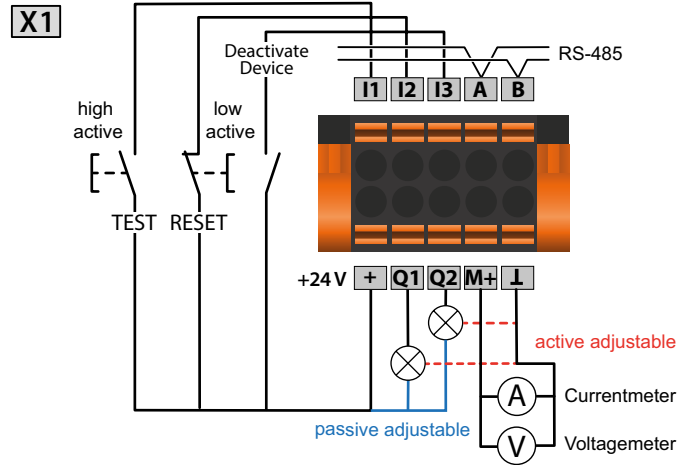 X1
Deactivate
Device
RS-485
I1 I2 I3 A B
high
active
low
active
TEST RESET
+24 V + Q1 Q2 M+ ⊥
active adjustable
A Currentmeter
passive adjustable
V Voltagemeter